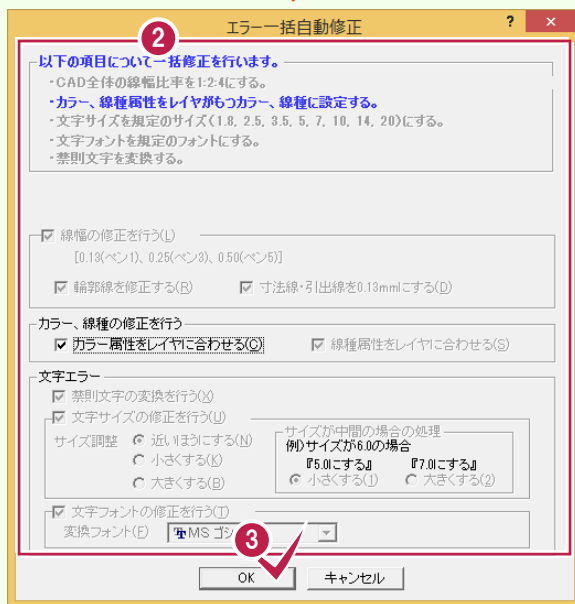 エラー一括自動修正
?
×
2
以下の項目について一括修正を行います。
・CAD全体の線幅比率を1:2:4にする。
・カラー、線種属性をレイヤがもつカラー、線種に設定する。
・文字サイズを規定のサイズ(1.8, 2.5, 3.5, 5, 7, 10, 14, 20)にする。
・文字フォントを規定のフォントにする。
・禁則文字を変換する。
線幅の修正を行う(L)
[0.13(ペン1)、0.25(ペン3)、0.50(ペン5)]
輪郭線を修正する(R) 寸法線・引出線を0.13mmにする(D)
カラー、線種の修正を行う
カラー属性をレイヤに合わせる(C) 線種属性をレイヤに合わせる(S)
文字エラー
禁則文字の変換を行う(X)
文字サイズの修正を行う(U)
サイズ調整 近いほうにする(N)
小さくする(K)
大きくする(B)
サイズが中間の場合の処理
例)サイズが6.0の場合
『5.0にする』 『7.0にする』
小さくする(1) 大きくする(2)
文字フォントの修正を行う(T)
変換フォント(F) MS ゴシ
3
OK キャンセル